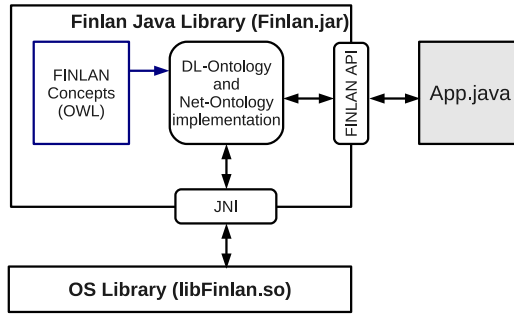 Finlan Java Library (Finlan.jar)
FINLAN
Concepts
(OWL)
DL-Ontology
and
Net-Ontology
implementation
FINLAN API
App.java
JNI
OS Library (libFinlan.so)